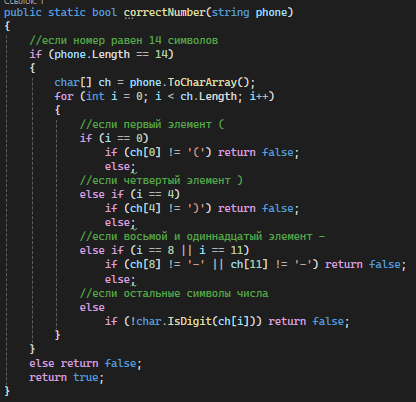 Ссылок: 1
public static bool correctNumber(string phone)
{
    //если номер равен 14 символов
    if (phone.Length == 14)
    {
        char[] ch = phone.ToCharArray();
        for (int i = 0; i < ch.Length; i++)
        {
            //если первый элемент (
            if (i == 0)
                if (ch[0] != '(') return false;
                else;
            //если четвертый элемент )
            else if (i == 4)
                if (ch[4] != ')') return false;
                else;
            //если восьмой и одиннадцатый элемент -
            else if (i == 8 || i == 11)
                if (ch[8] != '-' || ch[11] != '-') return false;
                else;
            //если остальные символы числа
            else
                if (!char.IsDigit(ch[i])) return false;
        }
    }
    else return false;
    return true;
}